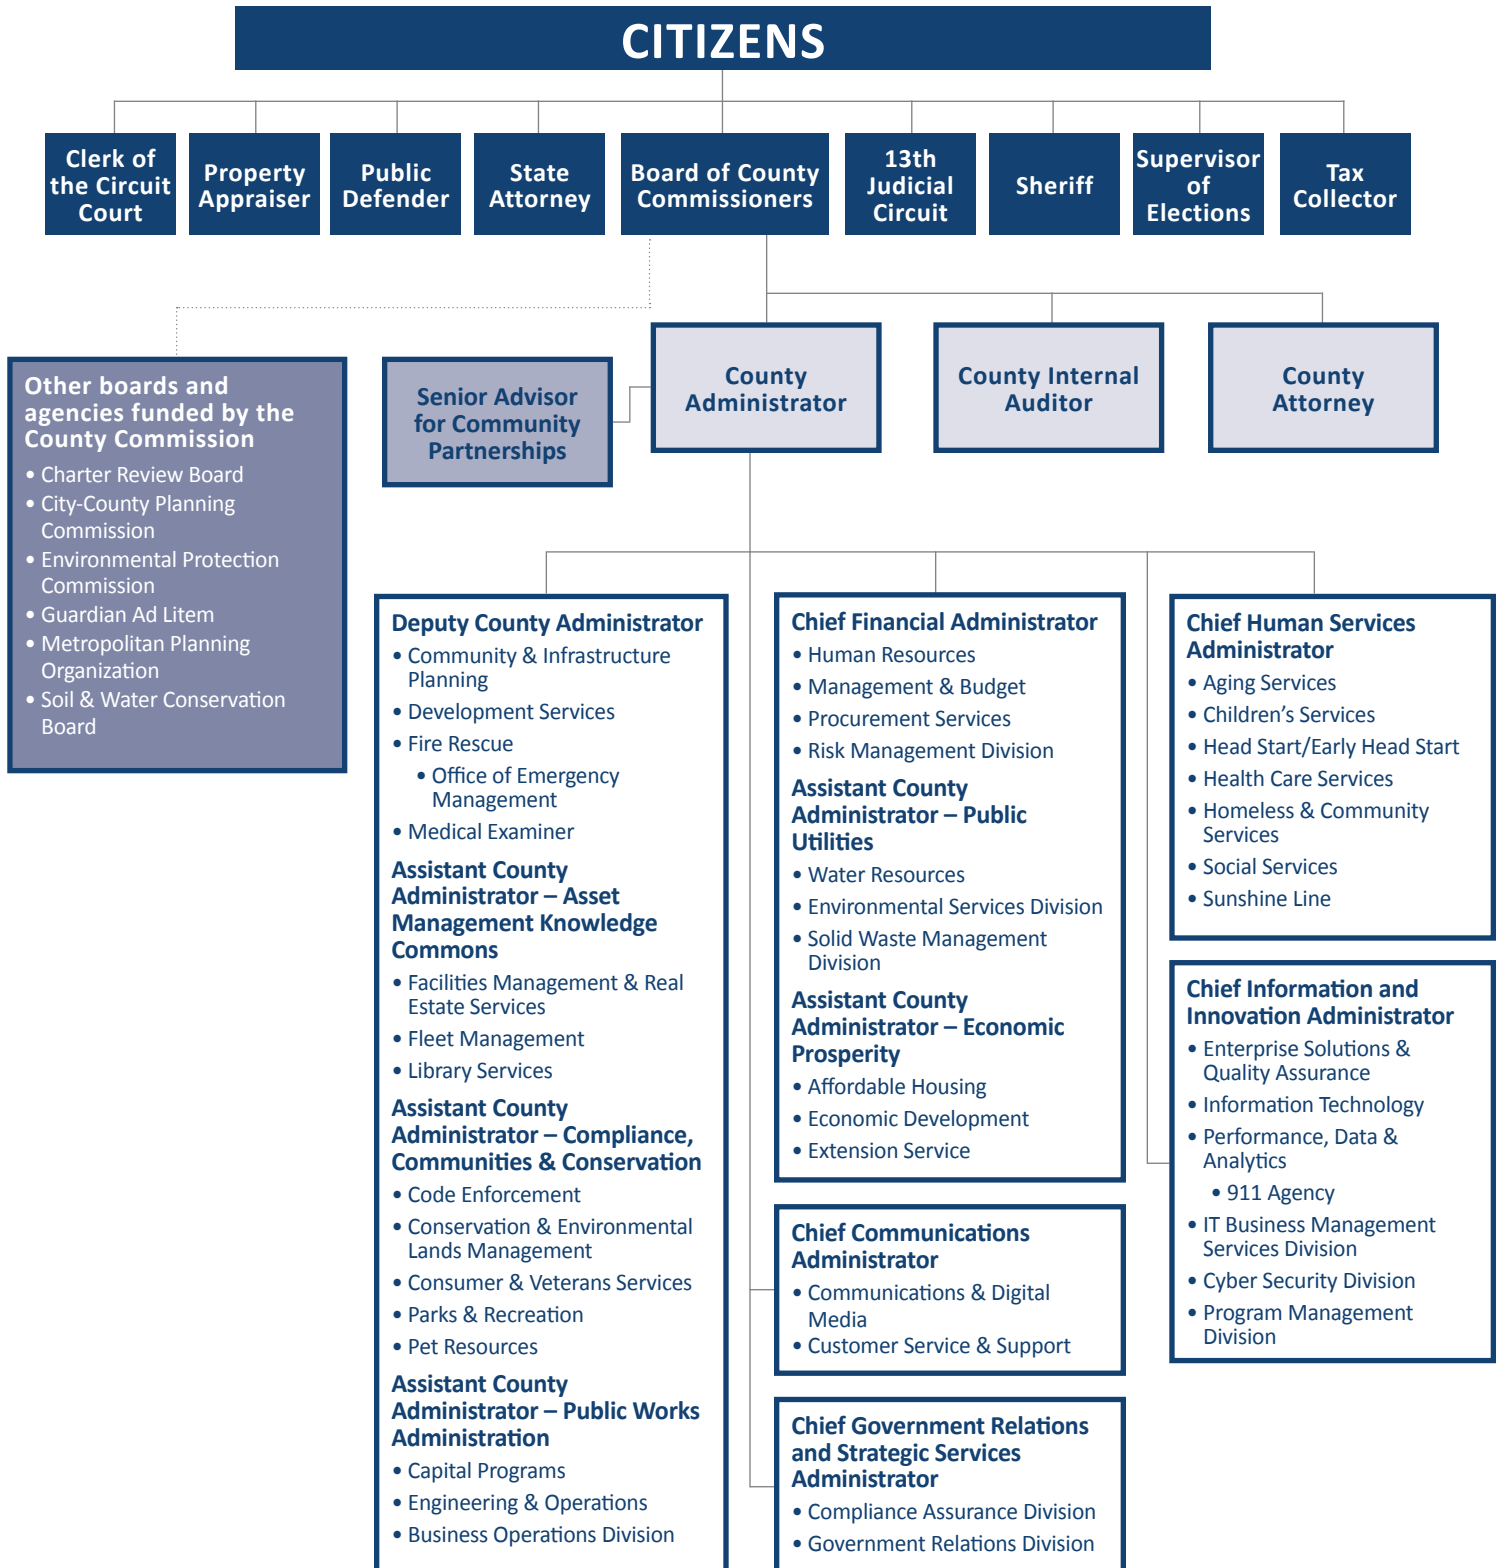 CITIZENS
Clerk of
the Circuit
Court
Property
Appraiser
Public
Defender
State
Attorney
Board of County
Commissioners
13th
Judicial
Circuit
Sheriff
Supervisor
of
Elections
Tax
Collector
Other boards and
agencies funded by the
County Commission
• Charter Review Board
• City-County Planning
Commission
• Environmental Protection
Commission
• Guardian Ad Litem
• Metropolitan Planning
Organization
• Soil & Water Conservation
Board
Senior Advisor
for Community
Partnerships
County
Administrator
County Internal
Auditor
County
Attorney
Deputy County Administrator
• Community & Infrastructure
Planning
• Development Services
• Fire Rescue
• Office of Emergency
Management
• Medical Examiner
Assistant County
Administrator – Asset
Management Knowledge
Commons
• Facilities Management & Real
Estate Services
• Fleet Management
• Library Services
Assistant County
Administrator – Compliance,
Communities & Conservation
• Code Enforcement
• Conservation & Environmental
Lands Management
• Consumer & Veterans Services
• Parks & Recreation
• Pet Resources
Assistant County
Administrator – Public Works
Administration
• Capital Programs
• Engineering & Operations
• Business Operations Division
Chief Financial Administrator
• Human Resources
• Management & Budget
• Procurement Services
• Risk Management Division
Assistant County
Administrator – Public
Utilities
• Water Resources
• Environmental Services Division
• Solid Waste Management
Division
Assistant County
Administrator – Economic
Prosperity
• Affordable Housing
• Economic Development
• Extension Service
Chief Communications
Administrator
• Communications & Digital
Media
• Customer Service & Support
Chief Government Relations
and Strategic Services
Administrator
• Compliance Assurance Division
• Government Relations Division
Chief Human Services
Administrator
• Aging Services
• Children’s Services
• Head Start/Early Head Start
• Health Care Services
• Homeless & Community
Services
• Social Services
• Sunshine Line
Chief Information and
Innovation Administrator
• Enterprise Solutions &
Quality Assurance
• Information Technology
• Performance, Data &
Analytics
• 911 Agency
• IT Business Management
Services Division
• Cyber Security Division
• Program Management
Division